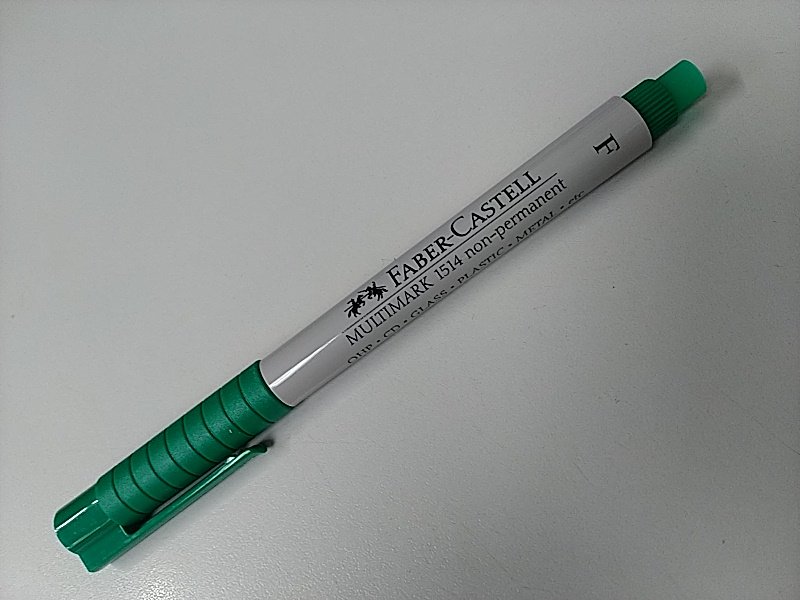 FABER-CASTELL
MULTIMARK 1514 non-permanent
OHP · CD · GLASS · PLASTIC · METAL · etc
F